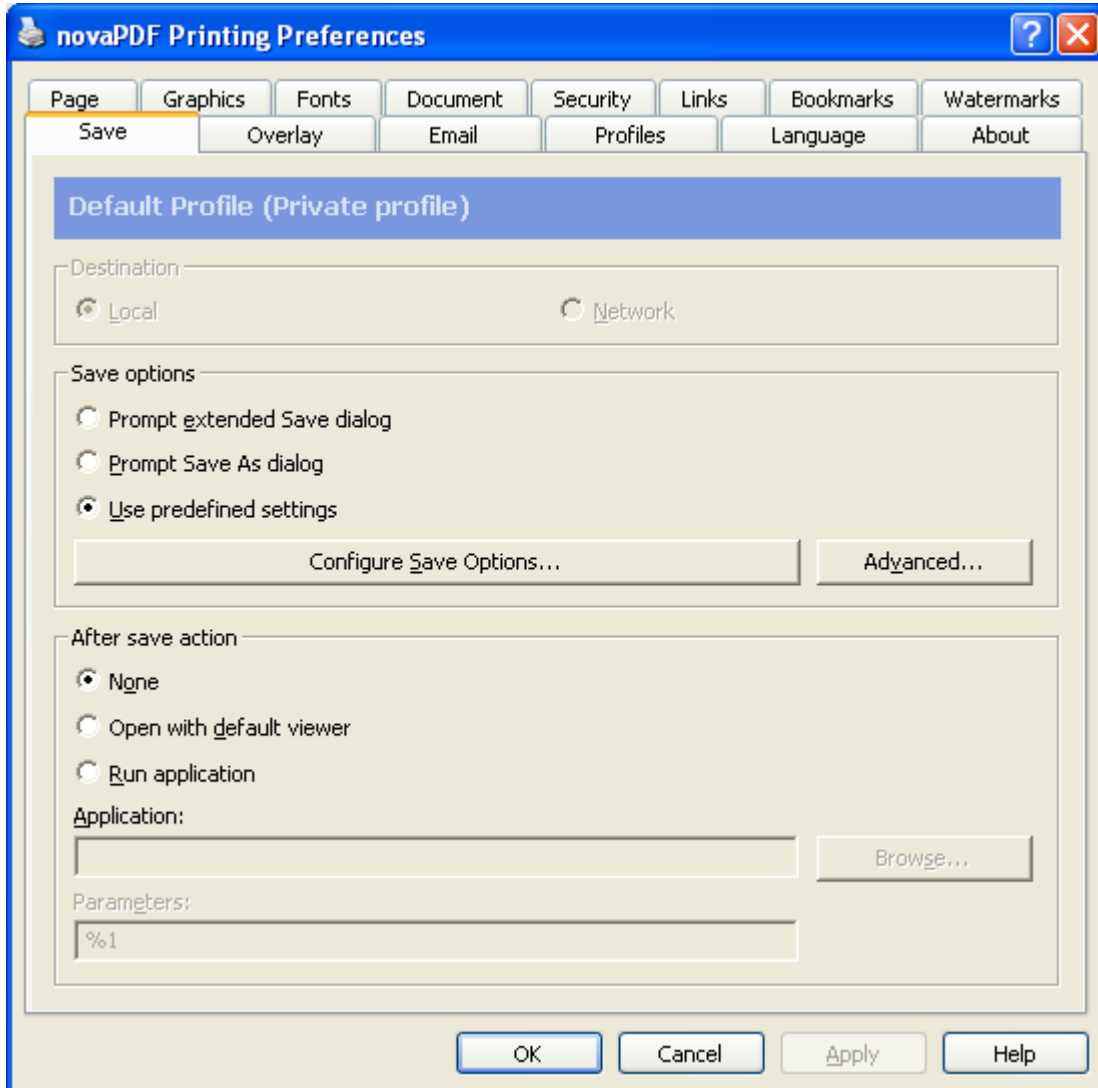 novaPDF Printing Preferences
Page Graphics Fonts Document Security Links Bookmarks Watermarks
Save Overlay Email Profiles Language About
Default Profile (Private profile)
Destination
Local Network
Save options
Prompt extended Save dialog
Prompt Save As dialog
Use predefined settings
Configure Save Options... Advanced...
After save action
None
Open with default viewer
Run application
Application:
Browse...
Parameters:
%1
OK Cancel Apply Help